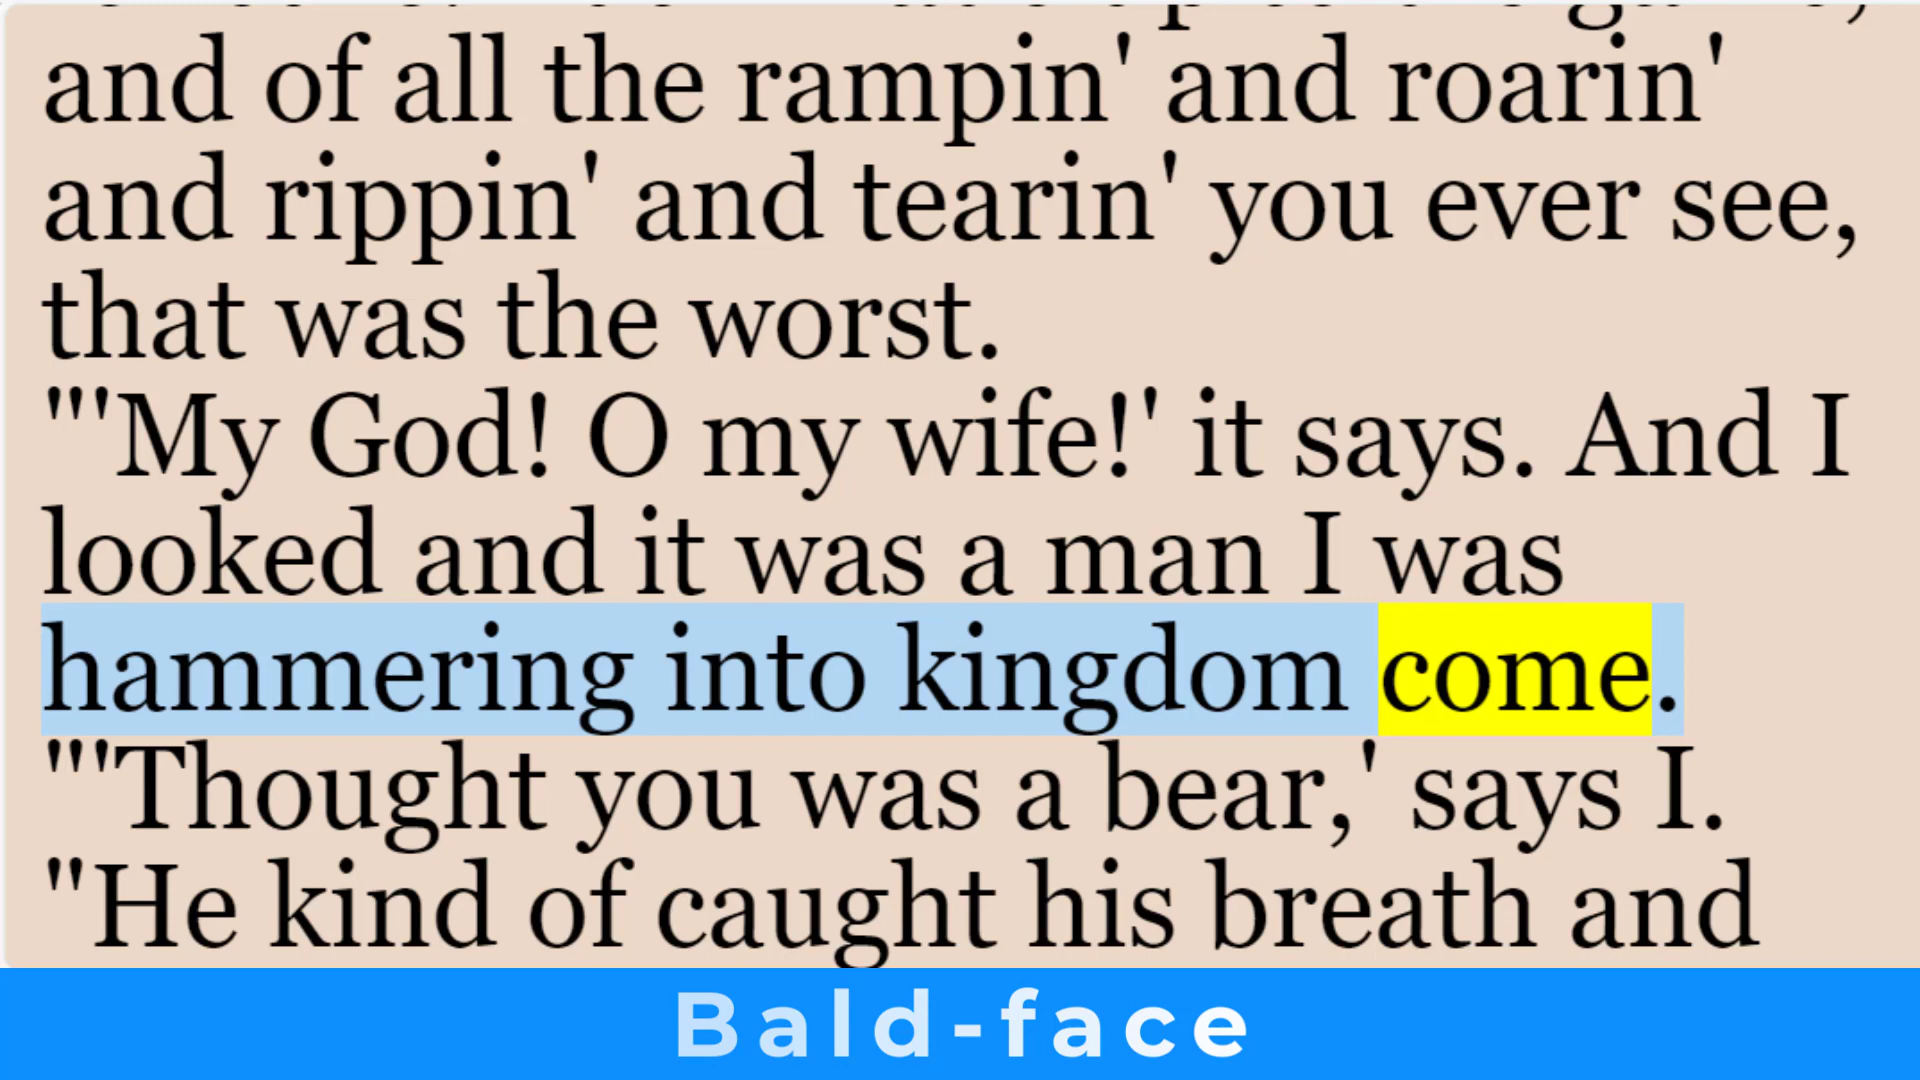 and of all the rampin' and roarin'
and rippin' and tearin' you ever see,
that was the worst.
"'My God! O my wife!' it says. And I
looked and it was a man I was
hammering into kingdom come.
"'Thought you was a bear,' says I.
"He kind of caught his breath and
Bald-face